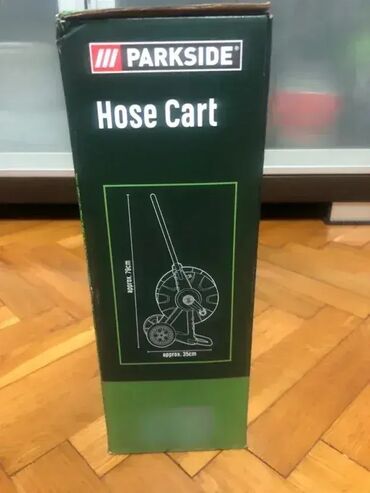 PARKSIDE®
Hose Cart
approx. 79cm
approx. 35cm